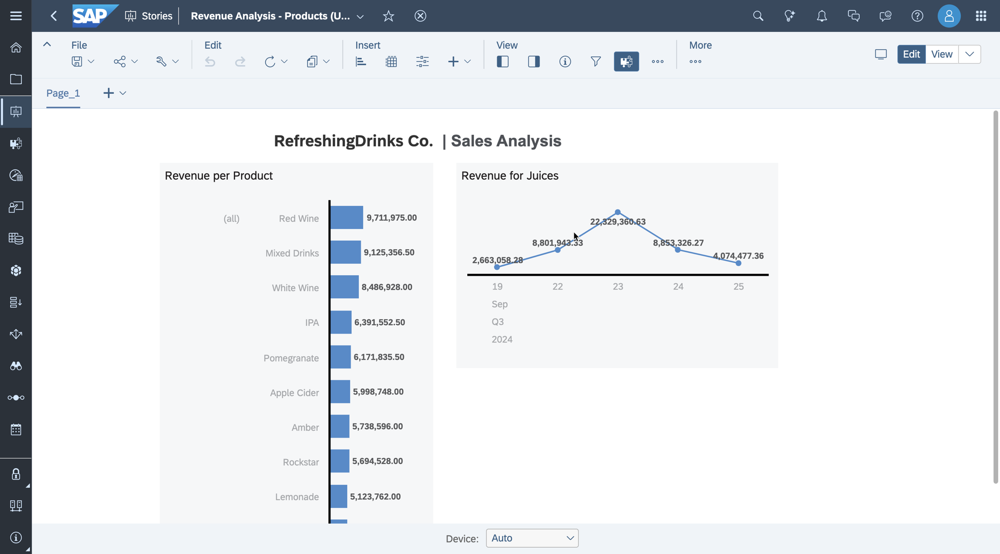 SAP
Stories
Revenue Analysis - Products (U...
File
Edit
Insert
View
More
Edit
View
Page_1
RefreshingDrinks Co. | Sales Analysis
Revenue per Product
(all)
Red Wine
9,711,975.00
Mixed Drinks
9,125,356.50
White Wine
8,486,928.00
IPA
6,391,552.50
Pomegranate
6,171,835.50
Apple Cider
5,998,748.00
Amber
5,738,596.00
Rockstar
5,694,528.00
Lemonade
5,123,762.00
Revenue for Juices
2,663,058.28
8,801,943.33
22,329,360.63
8,853,326.27
4,074,477.36
19
22
23
24
25
Sep
Q3
2024
Device:
Auto